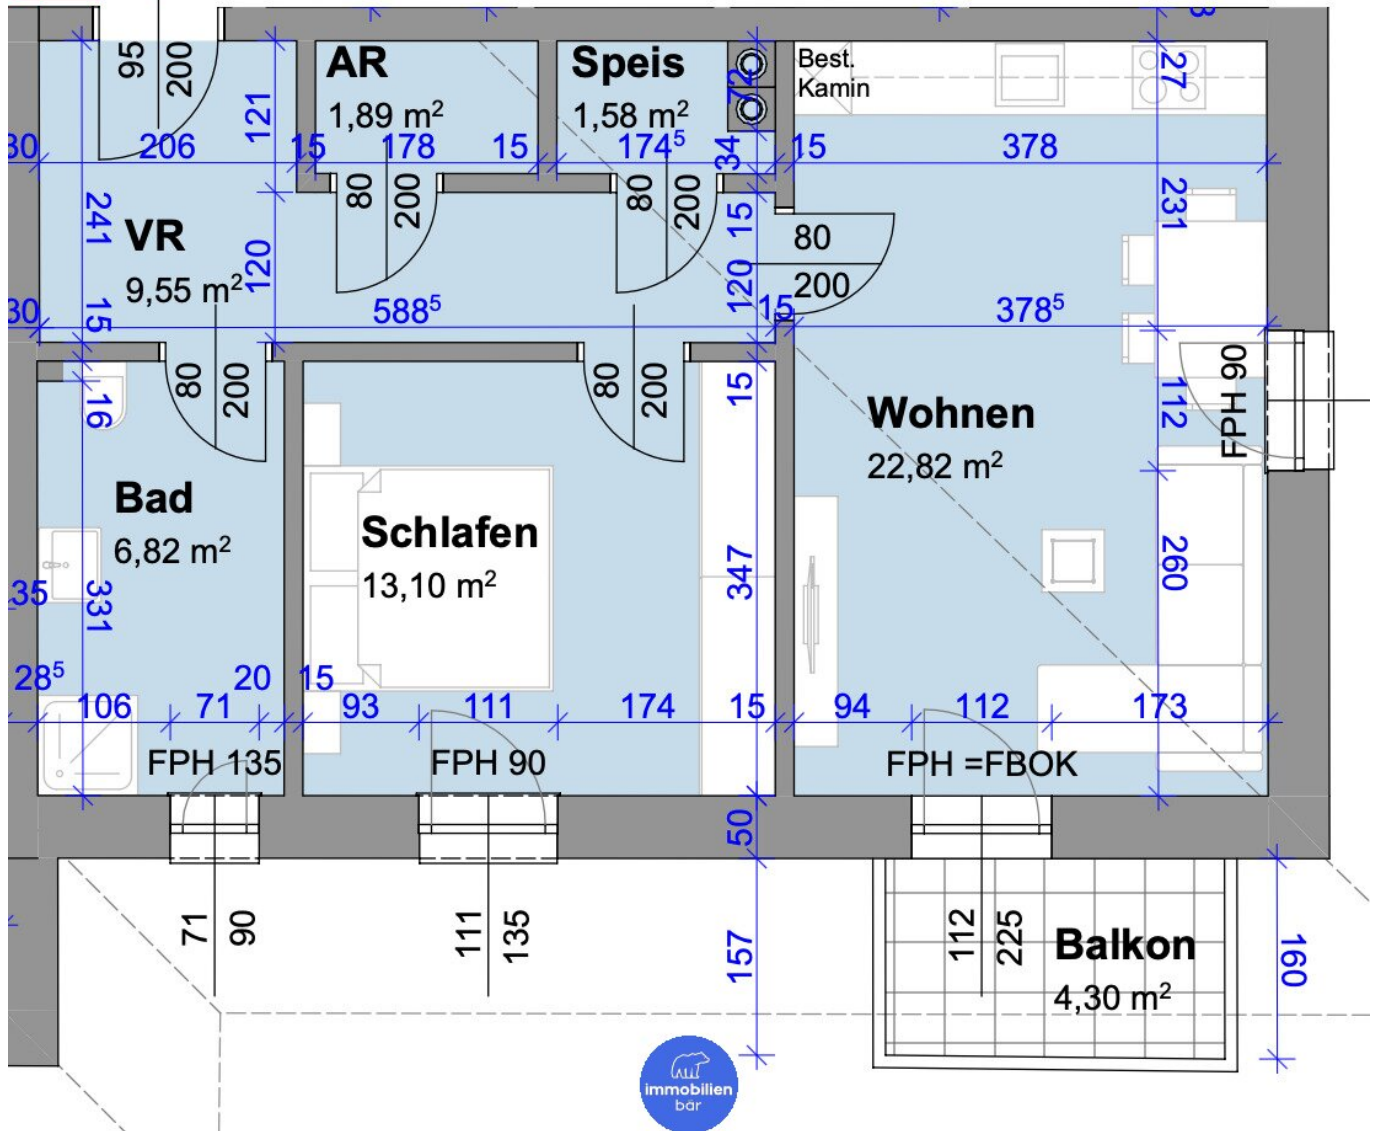 3
95
200
AR
1,89 m²
Speis
1,58 m²
72
Best.
Kamin
27
121
30
206
15
178
15
174⁵
34
15
378
80
200
80
200
241
VR
9,55 m²
120
15
120
80
200
231
30
15
588⁵
15
378⁵
80
200
80
200
15
FPH 90
112
16
Wohnen
22,82 m²
Bad
6,82 m²
Schlafen
13,10 m²
347
260
35
331
28⁵
20
15
106
71
93
111
174
15
94
112
173
FPH 135
FPH 90
FPH =FBOK
50
71
90
111
135
157
112
225
Balkon
4,30 m²
160
immobilien
bär